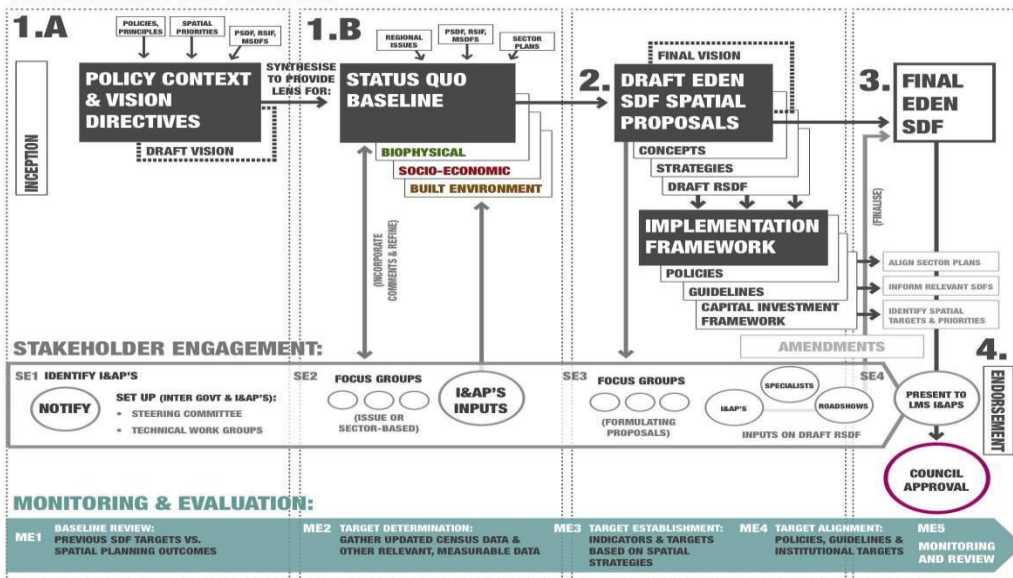 1.A
POLICIES,
PRINCIPLES
SPATIAL
PRIORITIES
PSDF, RSIF,
MSDFS
POLICY CONTEXT
& VISION
DIRECTIVES
DRAFT VISION
INCEPTION
SYNTHESISE
TO PROVIDE
LENS FOR:
1.B
REGIONAL
ISSUES
PSDF, RSIF,
MSDFS
SECTOR
PLANS
STATUS QUO
BASELINE
BIOPHYSICAL
SOCIO-ECONOMIC
BUILT ENVIRONMENT
(INCORPORATE
COMMENTS & REFINE)
2.
FINAL VISION
DRAFT EDEN
SDF SPATIAL
PROPOSALS
CONCEPTS
STRATEGIES
DRAFT RSDF
IMPLEMENTATION
FRAMEWORK
POLICIES
GUIDELINES
CAPITAL INVESTMENT
FRAMEWORK
3.
FINAL
EDEN
SDF
(FINALISE)
ALIGN SECTOR PLANS
INFORM RELEVANT SDFS
IDENTIFY SPATIAL
TARGETS & PRIORITIES
AMENDMENTS
4.
ENDORSEMENT
STAKEHOLDER ENGAGEMENT:
SE1 IDENTIFY I&AP'S
NOTIFY
SET UP (INTER GOVT & I&AP'S):
• STEERING COMMITTEE
• TECHNICAL WORK GROUPS
SE2
FOCUS GROUPS
(ISSUE OR
SECTOR-BASED)
I&AP'S
INPUTS
SE3
FOCUS GROUPS
(FORMULATING
PROPOSALS)
SPECIALISTS
I&AP'S
ROADSHOWS
INPUTS ON DRAFT RSDF
SE4
PRESENT TO
LMS I&APS
COUNCIL
APPROVAL
MONITORING & EVALUATION:
ME1
BASELINE REVIEW:
PREVIOUS SDF TARGETS VS.
SPATIAL PLANNING OUTCOMES
ME2
TARGET DETERMINATION:
GATHER UPDATED CENSUS DATA &
OTHER RELEVANT, MEASURABLE DATA
ME3
TARGET ESTABLISHMENT:
INDICATORS & TARGETS
BASED ON SPATIAL
STRATEGIES
ME4
TARGET ALIGNMENT:
POLICIES, GUIDELINES &
INSTITUTIONAL TARGETS
ME5
MONITORING
AND REVIEW